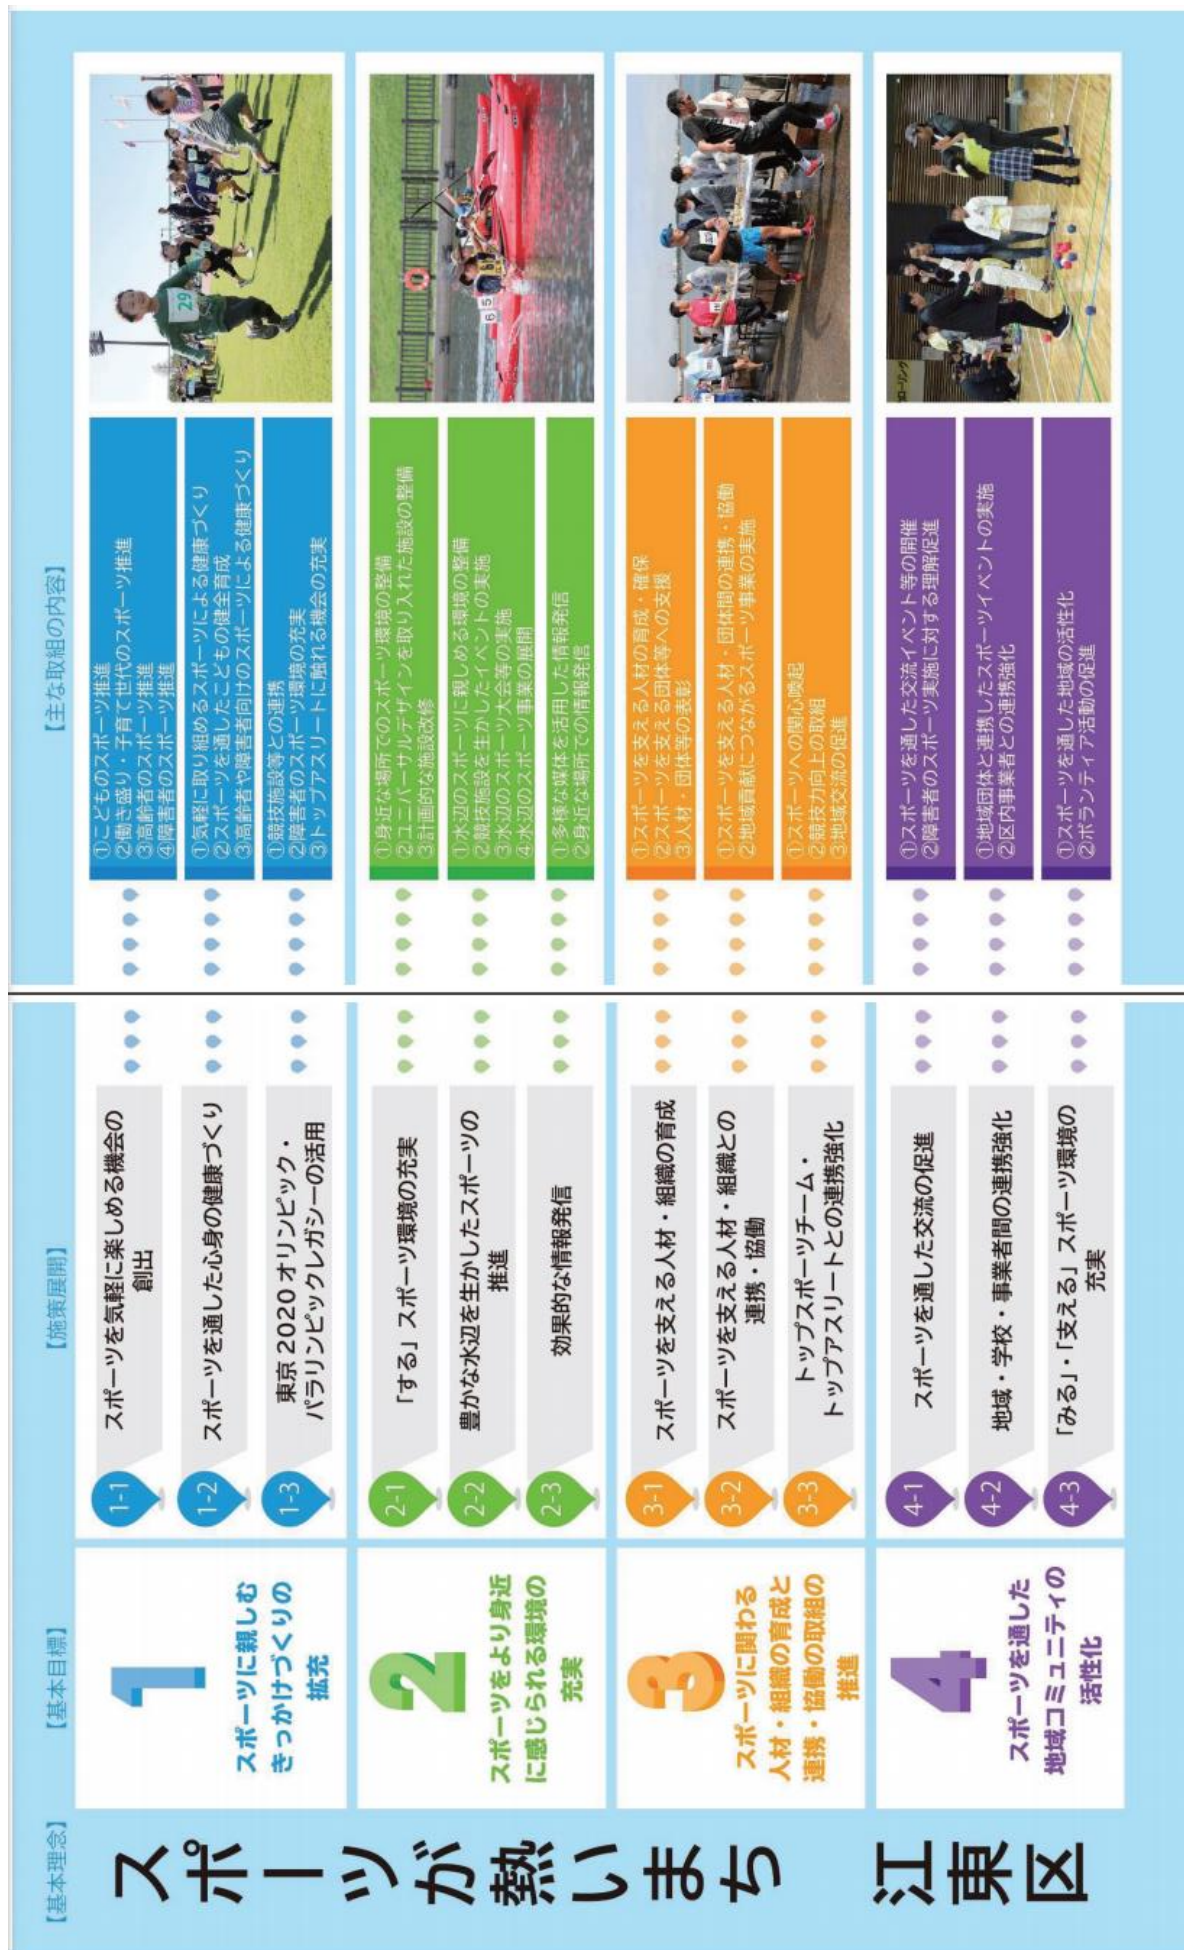 【基本理念】
スポーツが熱いまち 江東区
【基本目標】
【施策展開】
【主な取組の内容】
1
スポーツに親しむ
きっかけづくりの
拡充
1-1
スポーツを気軽に楽しめる機会の
創出
①こどものスポーツ推進
②働き盛り・子育て世代のスポーツ推進
③高齢者のスポーツ推進
④障害者のスポーツ推進
1-2
スポーツを通した心身の健康づくり
①気軽に取り組めるスポーツによる健康づくり
②スポーツを通したこどもの健全育成
③高齢者や障害者向けのスポーツによる健康づくり
1-3
東京2020オリンピック・
パラリンピックレガシーの活用
①競技施設等との連携
②障害者のスポーツ環境の充実
③トップアスリートに触れる機会の充実
29
2
スポーツをより身近
に感じられる環境の
充実
2-1
「する」スポーツ環境の充実
①身近な場所でのスポーツ環境の整備
②ユニバーサルデザインを取り入れた施設の整備
③計画的な施設改修
2-2
豊かな水辺を生かしたスポーツの
推進
①水辺のスポーツに親しめる環境の整備
②競技施設を生かしたイベントの実施
③水辺のスポーツ大会等の実施
④水辺のスポーツ事業の展開
2-3
効果的な情報発信
①多様な媒体を活用した情報発信
②身近な場所での情報発信
6 5
3
スポーツに関わる
人材・組織の育成と
連携・協働の取組の
推進
3-1
スポーツを支える人材・組織の育成
①スポーツを支える人材の育成・確保
②スポーツを支える団体等への支援
③人材・団体等の表彰
3-2
スポーツを支える人材・組織との
連携・協働
①スポーツを支える人材・団体間の連携・協働
②地域貢献につながるスポーツ事業の実施
3-3
トップスポーツチーム・
トップアスリートとの連携強化
①スポーツへの関心喚起
②競技力向上の取組
③地域交流の促進
4
スポーツを通した
地域コミュニティの
活性化
4-1
スポーツを通した交流の促進
①スポーツを通した交流イベント等の開催
②障害者のスポーツ実施に対する理解促進
4-2
地域・学校・事業者間の連携強化
①地域団体と連携したスポーツイベントの実施
②区内事業者との連携強化
4-3
「みる」・「支える」スポーツ環境の
充実
①スポーツを通した地域の活性化
②ボランティア活動の促進